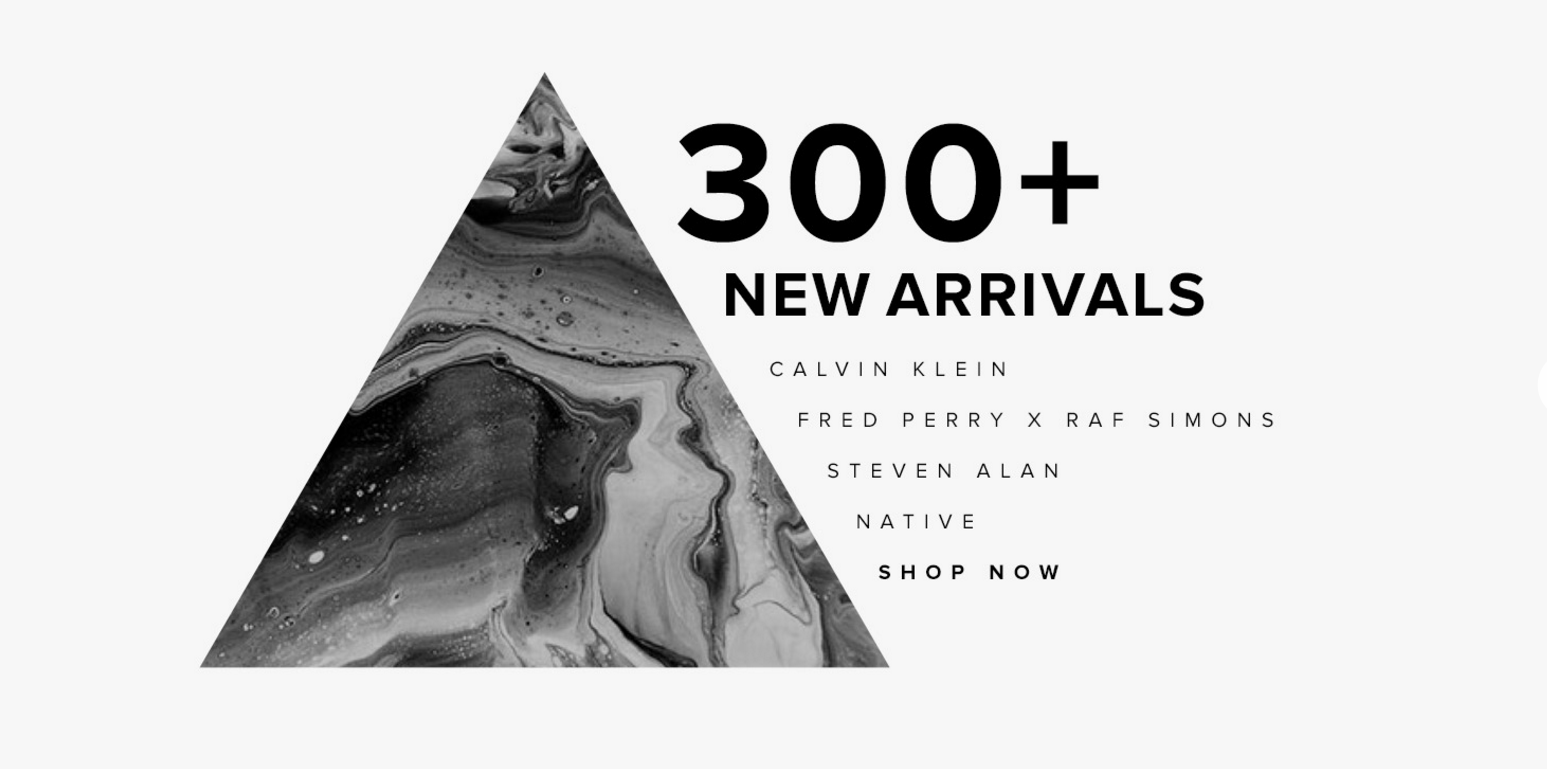 300+
NEW ARRIVALS
CALVIN KLEIN
FRED PERRY X RAF SIMONS
STEVEN ALAN
NATIVE
SHOP NOW